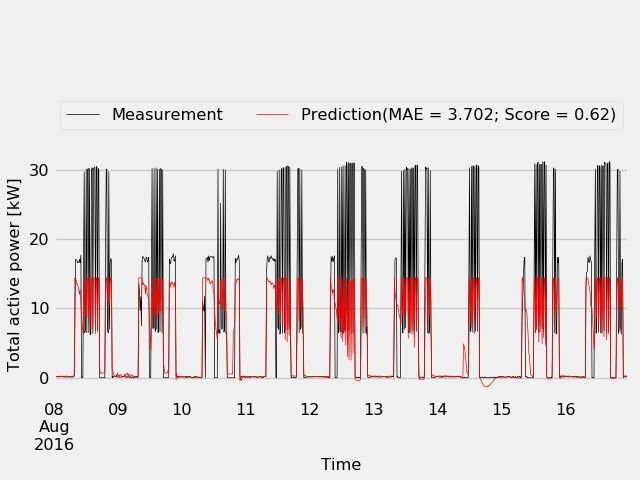 Measurement
Prediction(MAE = 3.702; Score = 0.62)
Total active power [kW]
30
20
10
0
08 09 10 11 12 13 14 15 16
Aug
2016
Time